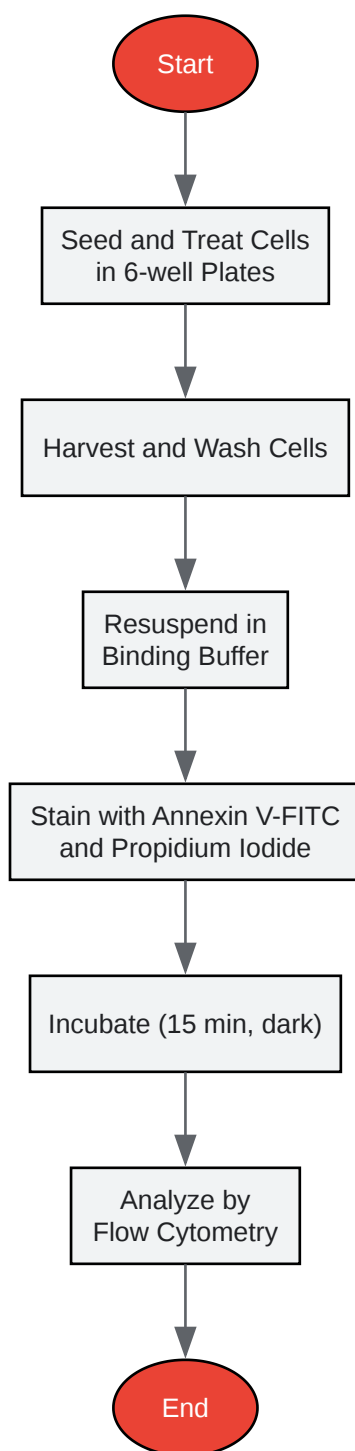 Start
Seed and Treat Cells
in 6-well Plates
Harvest and Wash Cells
Resuspend in
Binding Buffer
Stain with Annexin V-FITC
and Propidium Iodide
Incubate (15 min, dark)
Analyze by
Flow Cytometry
End